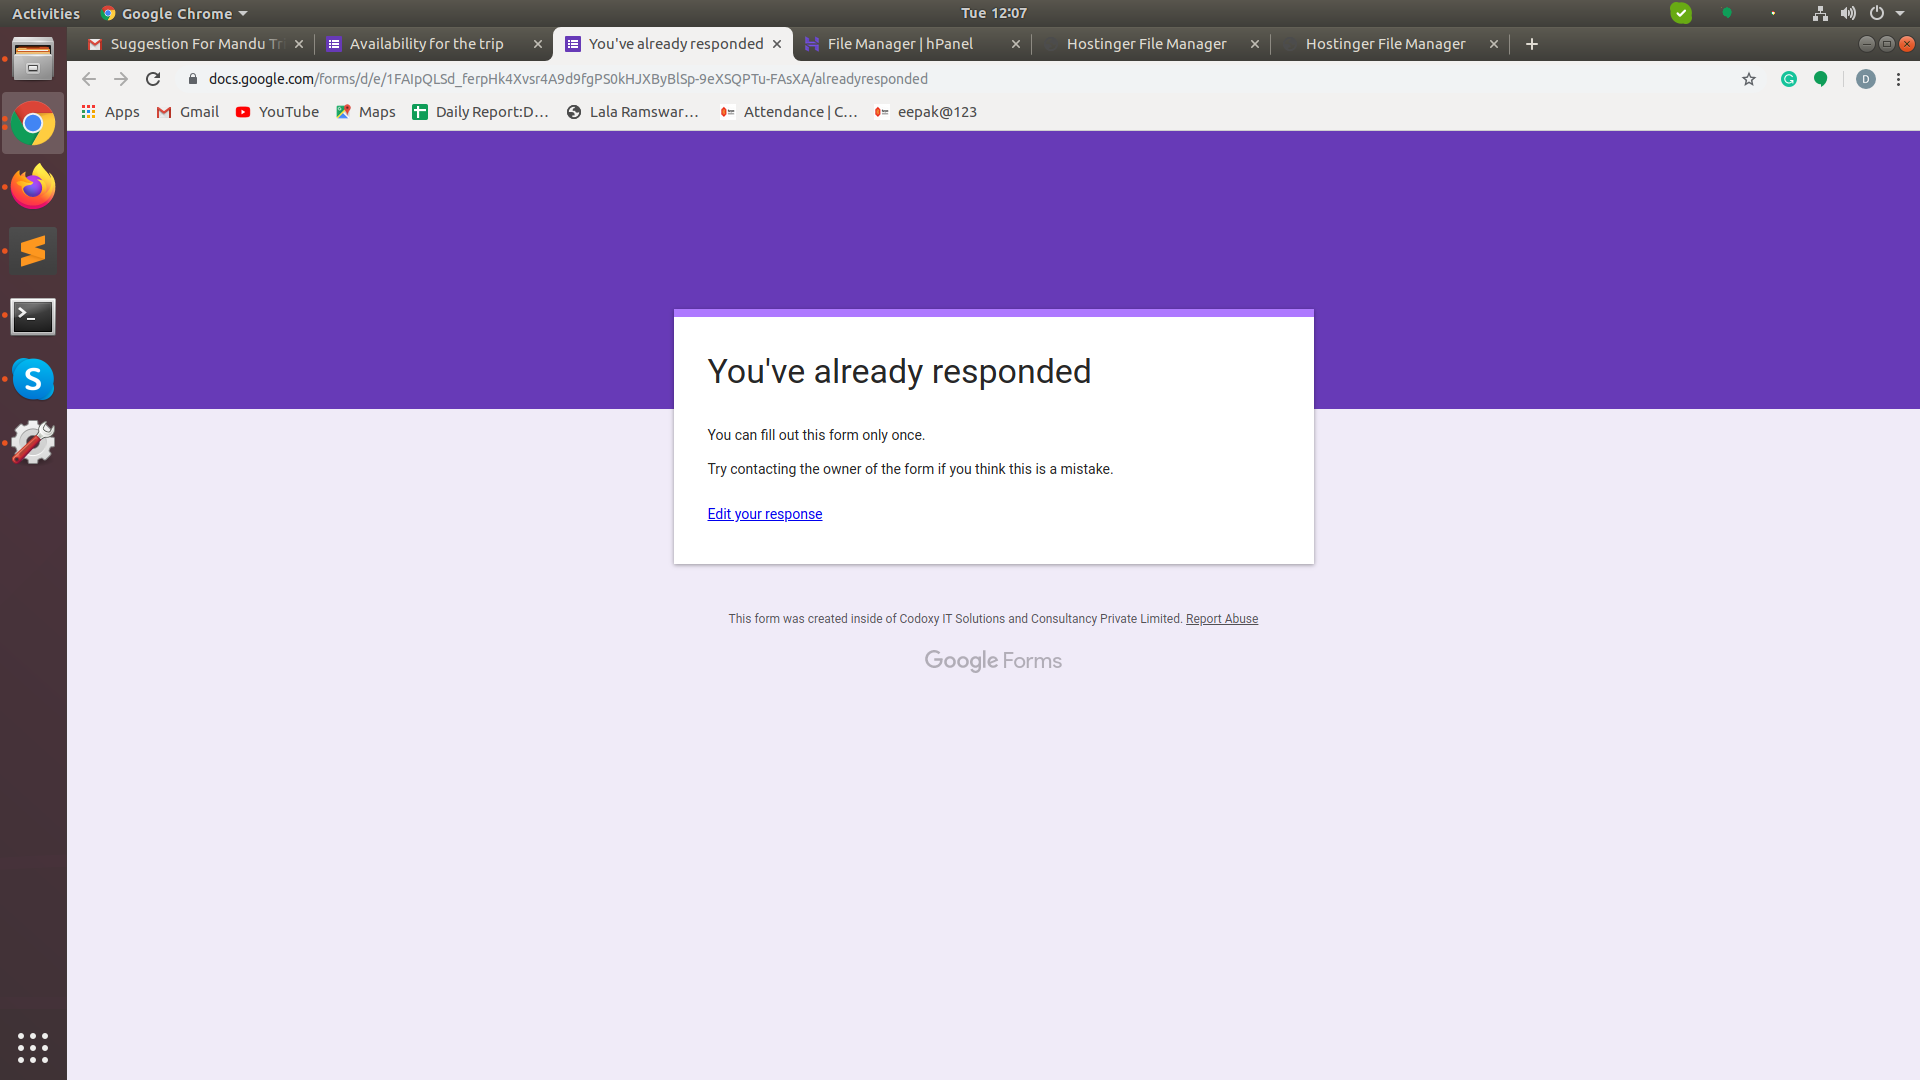 Activities
Google Chrome
Tue 12:07
Suggestion For Mandu Tr
Availability for the trip
You've already responded
File Manager | hPanel
Hostinger File Manager
Hostinger File Manager
docs.google.com/forms/d/e/1FAIpQLSd_ferpHk4Xvsr4A9d9fgPS0kHJXByBlSp-9eXSQPTu-FAsXA/alreadyresponded
D
Apps
Gmail
YouTube
Maps
Daily Report:D...
Lala Ramswar...
Attendance | C...
eepak@123
You've already responded
You can fill out this form only once.
Try contacting the owner of the form if you think this is a mistake.
Edit your response
This form was created inside of Codoxy IT Solutions and Consultancy Private Limited. Report Abuse
Google Forms